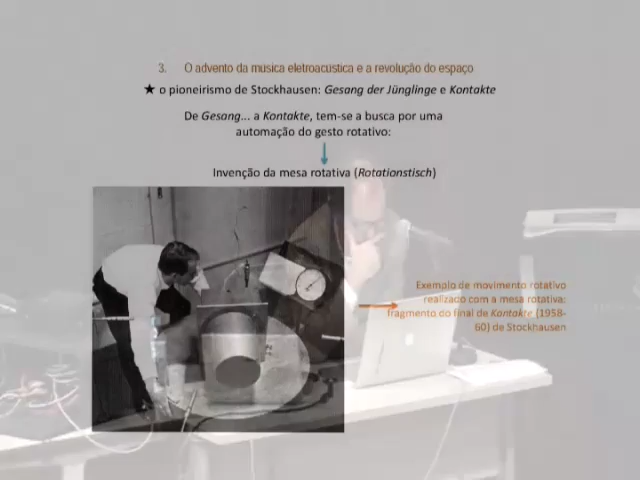 3. O advento da música eletroacústica e a revolução do espaço
★ o pioneirismo de Stockhausen: Gesang der Jünglinge e Kontakte
De Gesang... a Kontakte, tem-se a busca por uma
automação do gesto rotativo:
Invenção da mesa rotativa (Rotationstisch)
Exemplo de movimento rotativo
realizado com a mesa rotativa:
fragmento do final de Kontakte (1958-
60) de Stockhausen